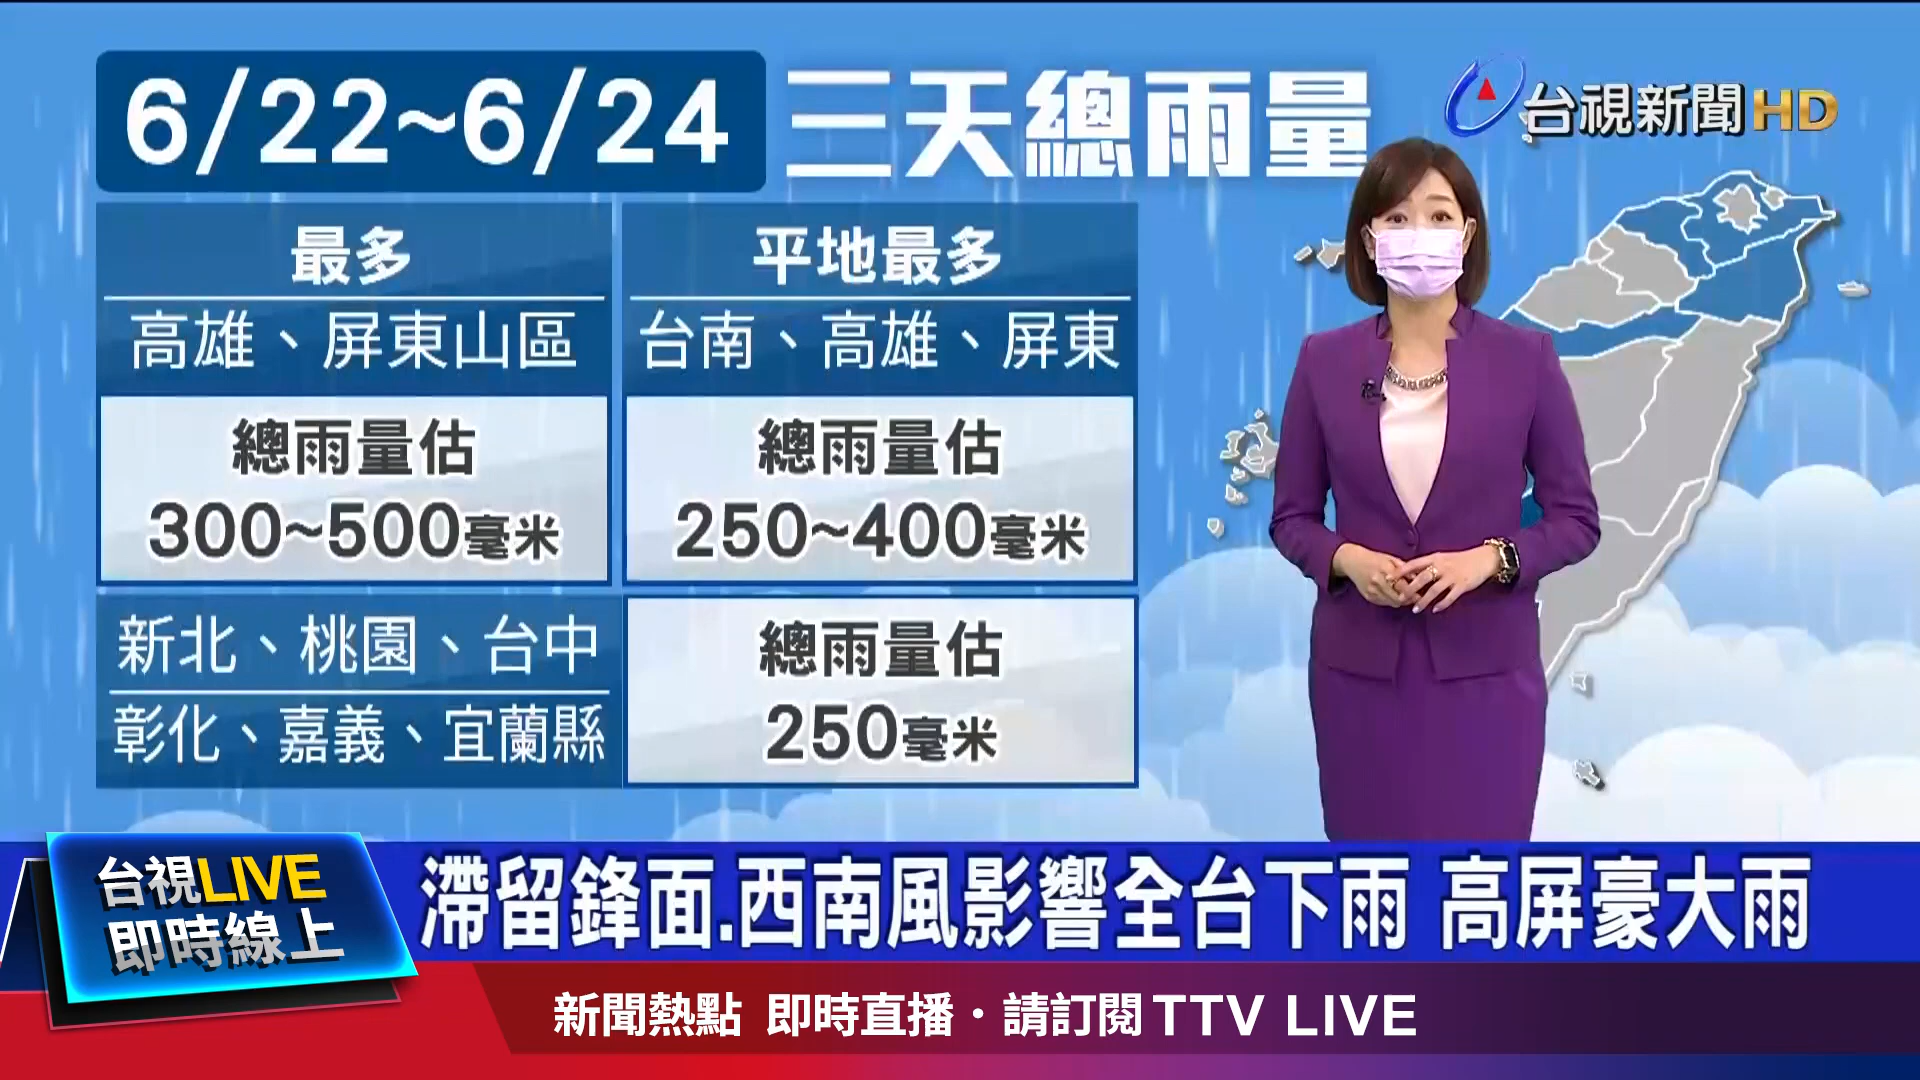 6/22~6/24 三天總雨量
台視新聞HD
最多
高雄、屏東山區
總雨量估
300~500毫米
平地最多
台南、高雄、屏東
總雨量估
250~400毫米
新北、桃園、台中
彰化、嘉義、宜蘭縣
總雨量估
250毫米
台視LIVE
即時線上
滯留鋒面.西南風影響全台下雨 高屏豪大雨
新聞熱點 即時直播・請訂閱TTV LIVE